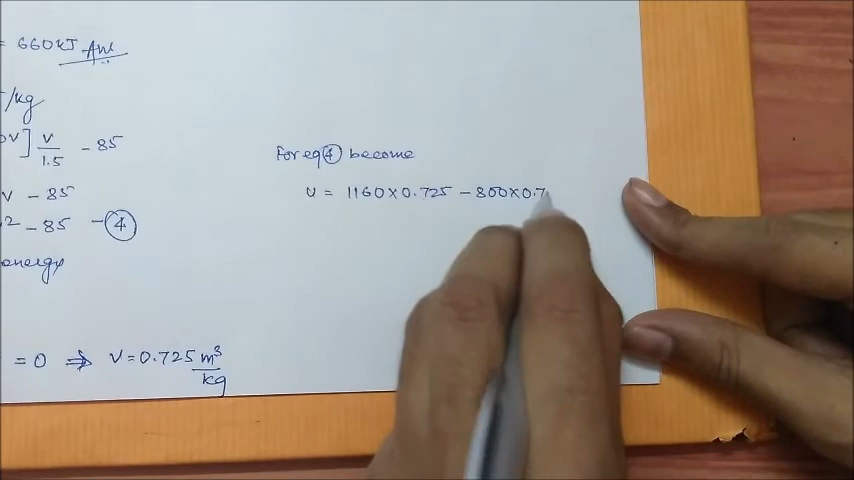 = 660kJ Ans
/kg
0V] V/1.5 - 85
V - 85
2 - 85 - ④
energy
= 0 ⇒ V = 0.725 m³/kg
For eq ④ become
U = 1160×0.725 - 800×0.7